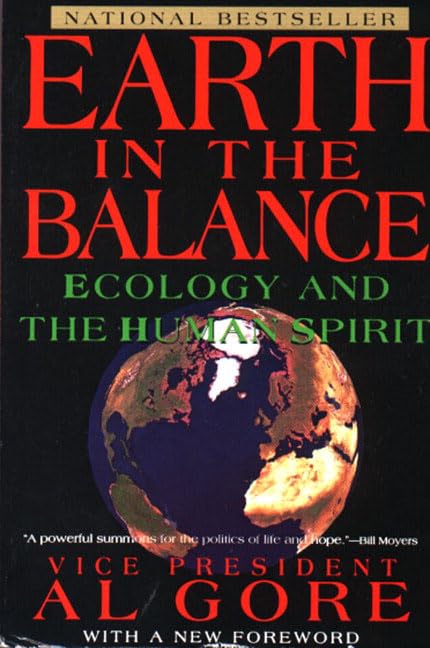 NATIONAL BESTSELLER
EARTH
IN THE
BALANCE
ECOLOGY AND
THE HUMAN SPIRIT
"A powerful summons for the politics of life and hope."—Bill Moyers
VICE PRESIDENT
AL GORE
WITH A NEW FOREWORD